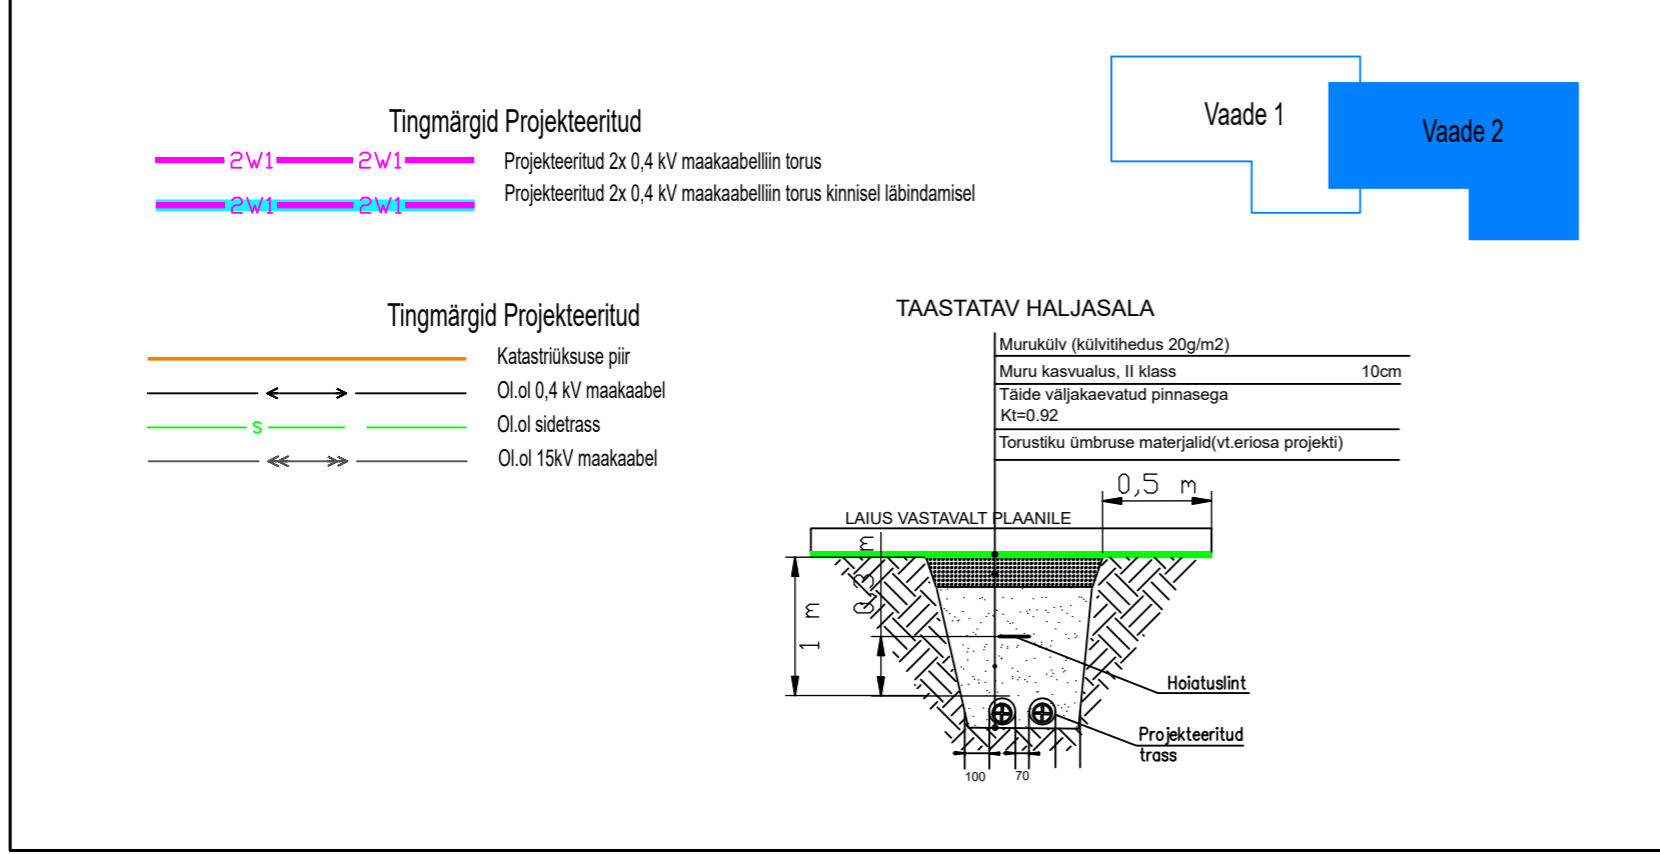 Tingmärgid Projekteeritud
2W1 2W1 Projekteeritud 2x 0,4 kV maakaabelliin torus
2W1 2W1 Projekteeritud 2x 0,4 kV maakaabelliin torus kinnisel läbindamisel
Vaade 1
Vaade 2
Tingmärgid Projekteeritud
Katastriüksuse piir
Ol.ol 0,4 kV maakaabel
s Ol.ol sidetrass
Ol.ol 15kV maakaabel
TAASTATAV HALJASALA
Murukülv (külvitihedus 20g/m2)
Muru kasvualus, II klass 10cm
Täide väljakaevatud pinnasega
Kt=0.92
Torustiku ümbruse materjalid(vt.eriosa projekti)
0,5 m
LAIUS VASTAVALT PLAANILE
1 m
0,3 m
Hoiatuslint
Projekteeritud
trass
100
70